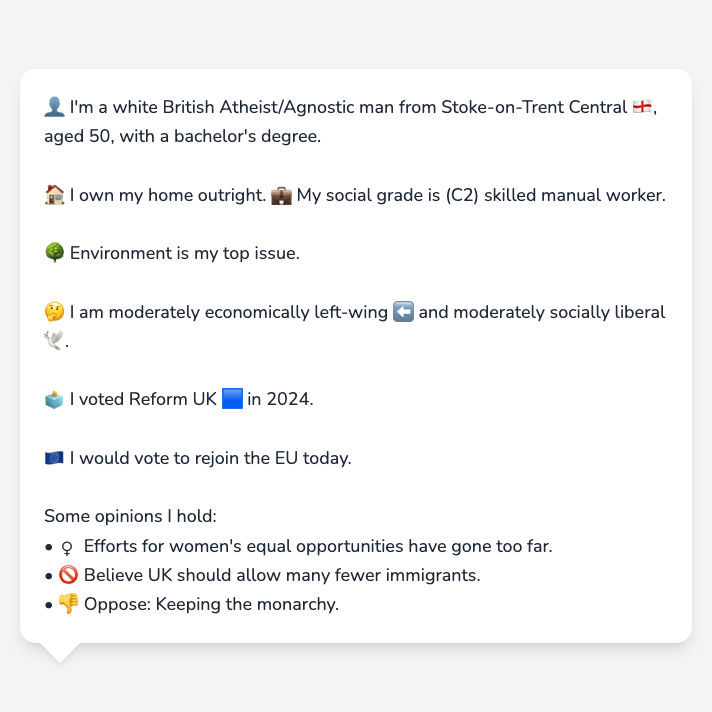 👤 I'm a white British Atheist/Agnostic man from Stoke-on-Trent Central 🏴󠁧󠁢󠁥󠁮󠁧󠁿,
aged 50, with a bachelor's degree.
🏠 I own my home outright. 💼 My social grade is (C2) skilled manual worker.
🌳 Environment is my top issue.
🤔 I am moderately economically left-wing ⬅️ and moderately socially liberal
🕊️.
🗳️ I voted Reform UK 🟦 in 2024.
🇪🇺 I would vote to rejoin the EU today.
Some opinions I hold:
• ♀️ Efforts for women's equal opportunities have gone too far.
• 🚫 Believe UK should allow many fewer immigrants.
• 👎 Oppose: Keeping the monarchy.